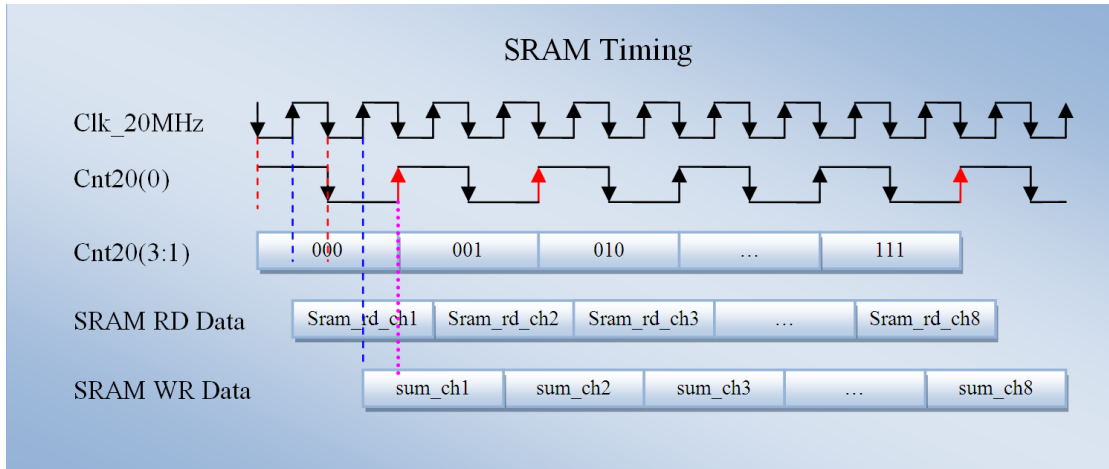 SRAM Timing
Clk_20MHz
Cnt20(0)
Cnt20(3:1) 000 001 010 … 111
SRAM RD Data Sram_rd_ch1 Sram_rd_ch2 Sram_rd_ch3 … Sram_rd_ch8
SRAM WR Data sum_ch1 sum_ch2 sum_ch3 … sum_ch8